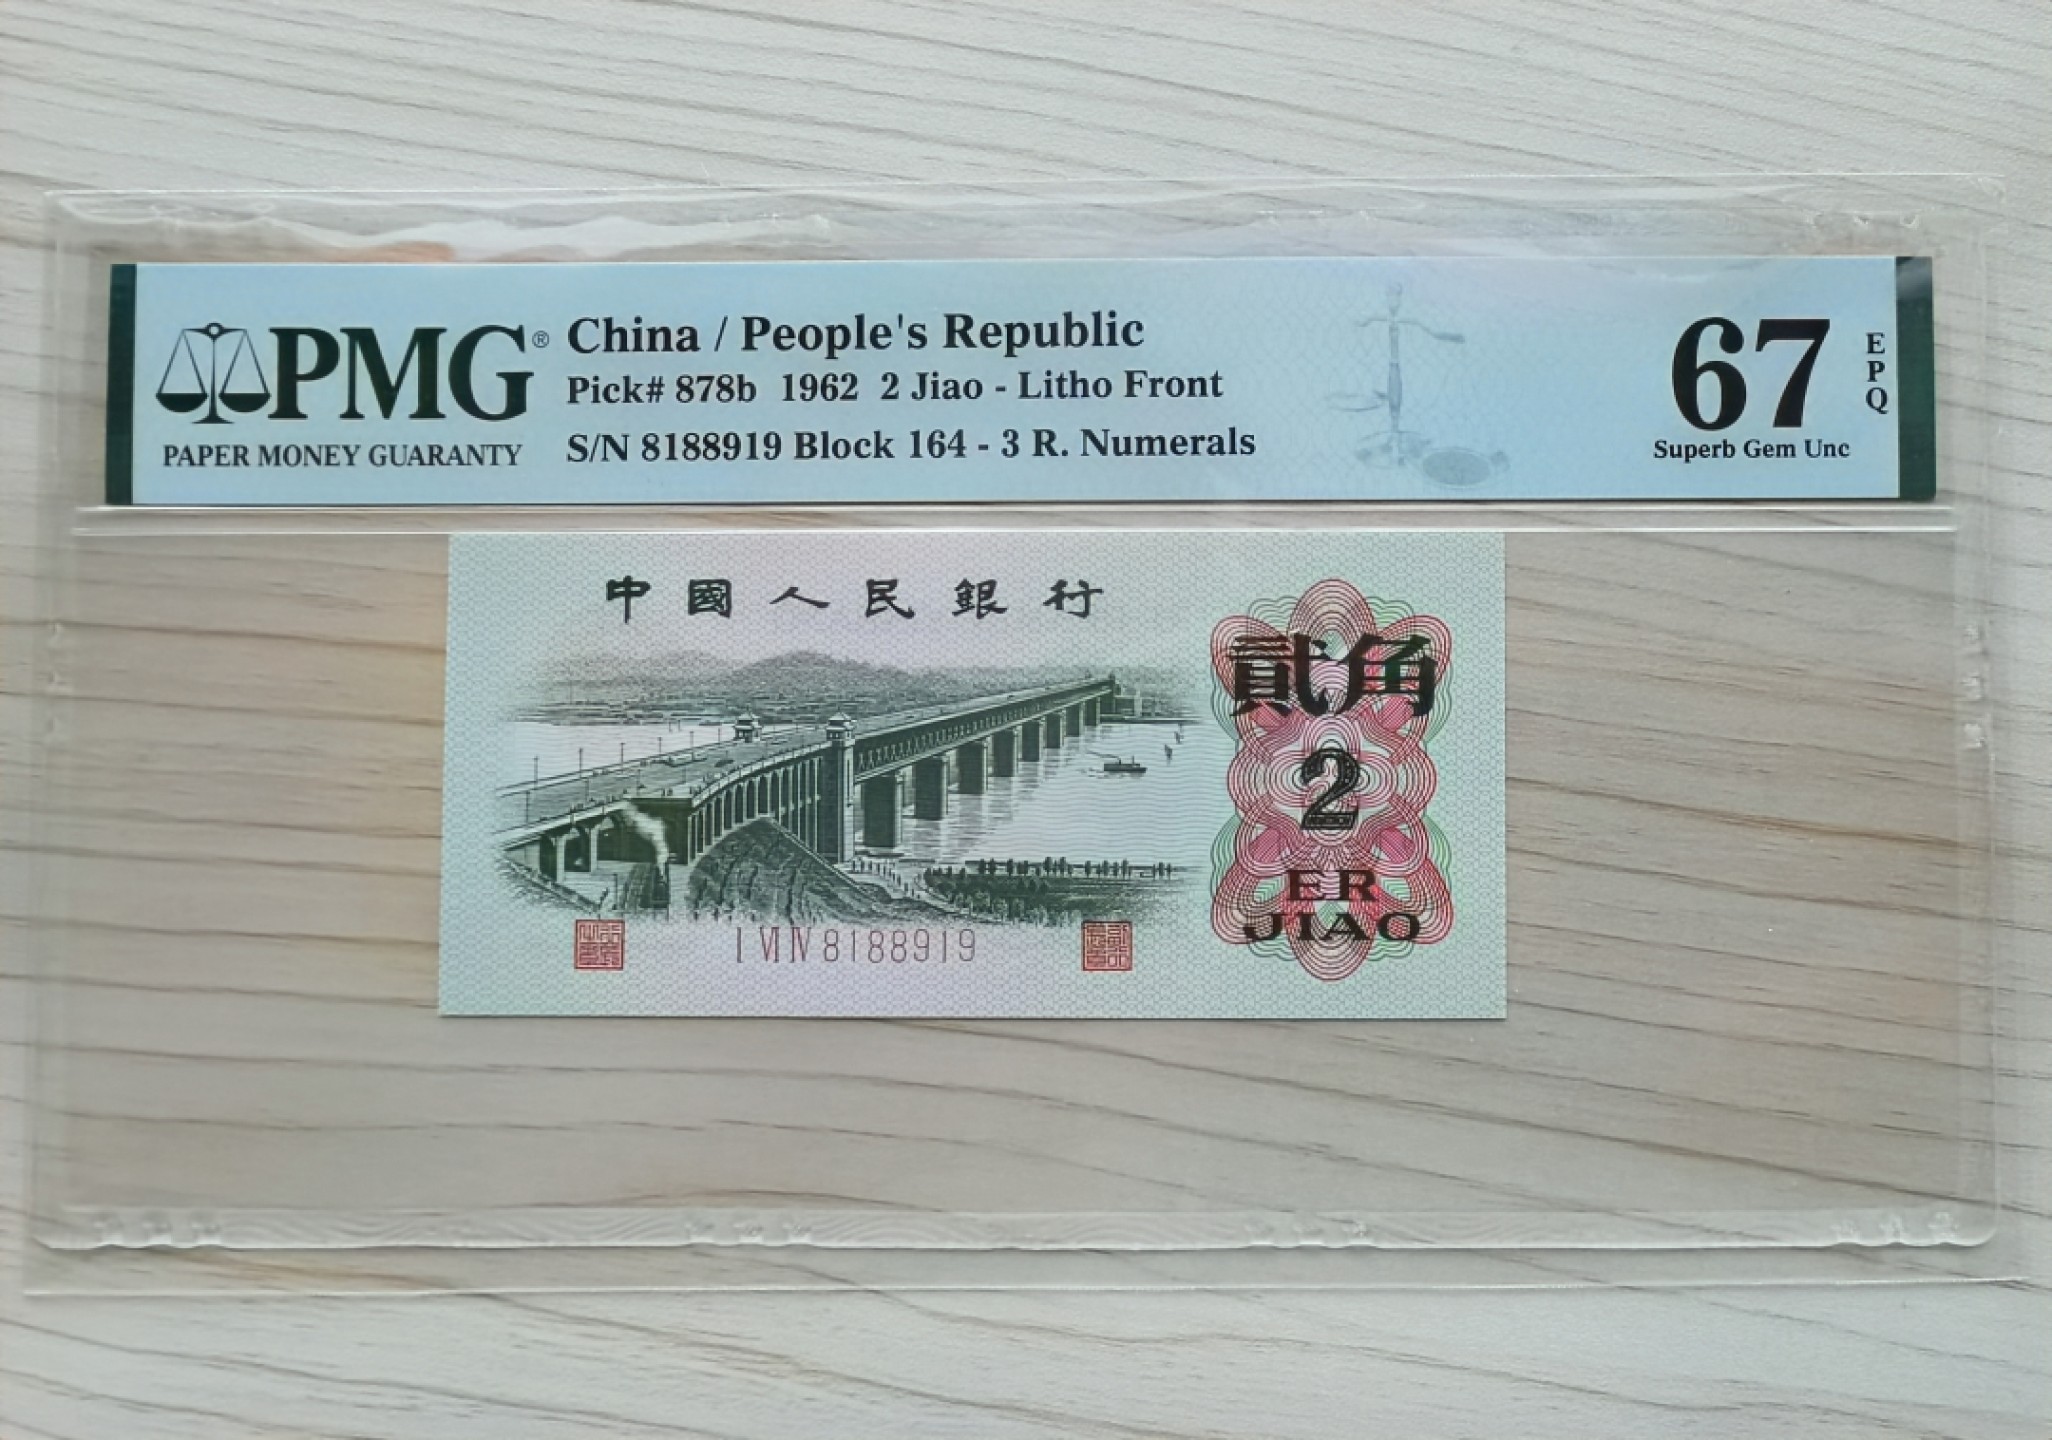 PMG®
PAPER MONEY GUARANTY
China / People's Republic
Pick# 878b 1962 2 Jiao - Litho Front
S/N 8188919 Block 164 - 3 R. Numerals
67
EPQ
Superb Gem Unc
中國人民銀行
貳角
2
ER
JIAO
I VI IV 8188919